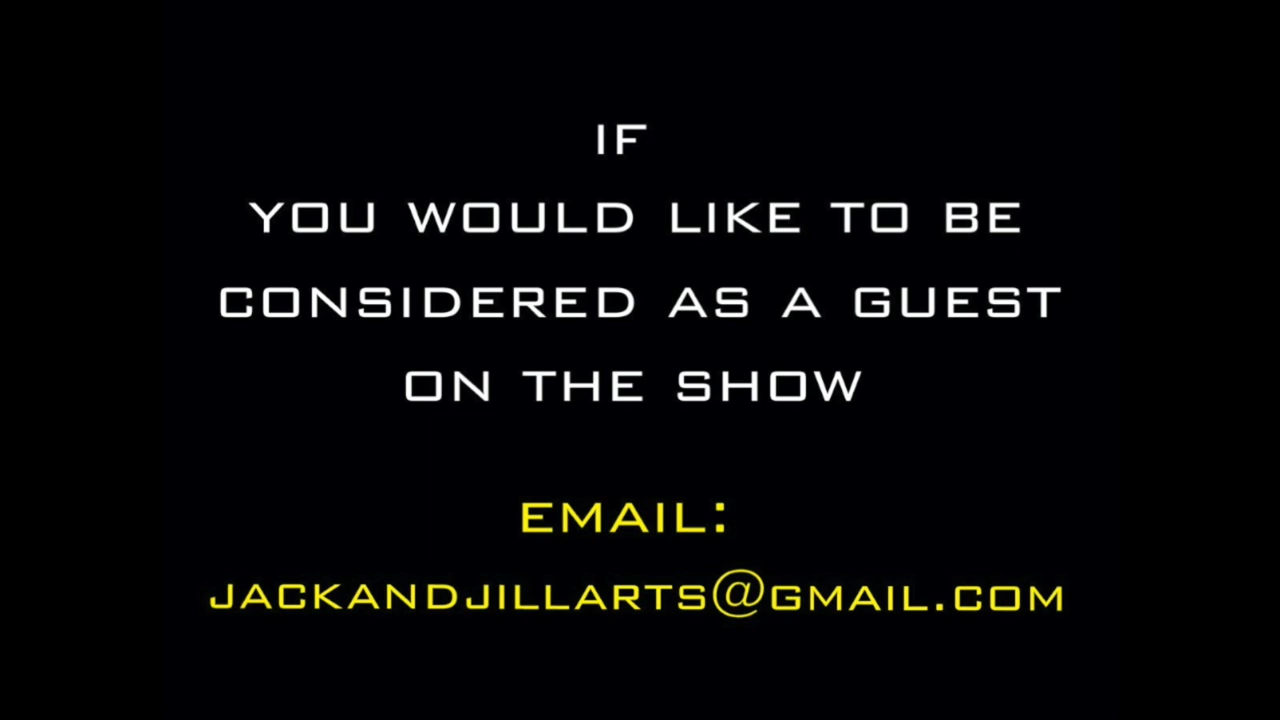 IF
YOU WOULD LIKE TO BE
CONSIDERED AS A GUEST
ON THE SHOW
EMAIL:
JACKANDJILLARTS@GMAIL.COM